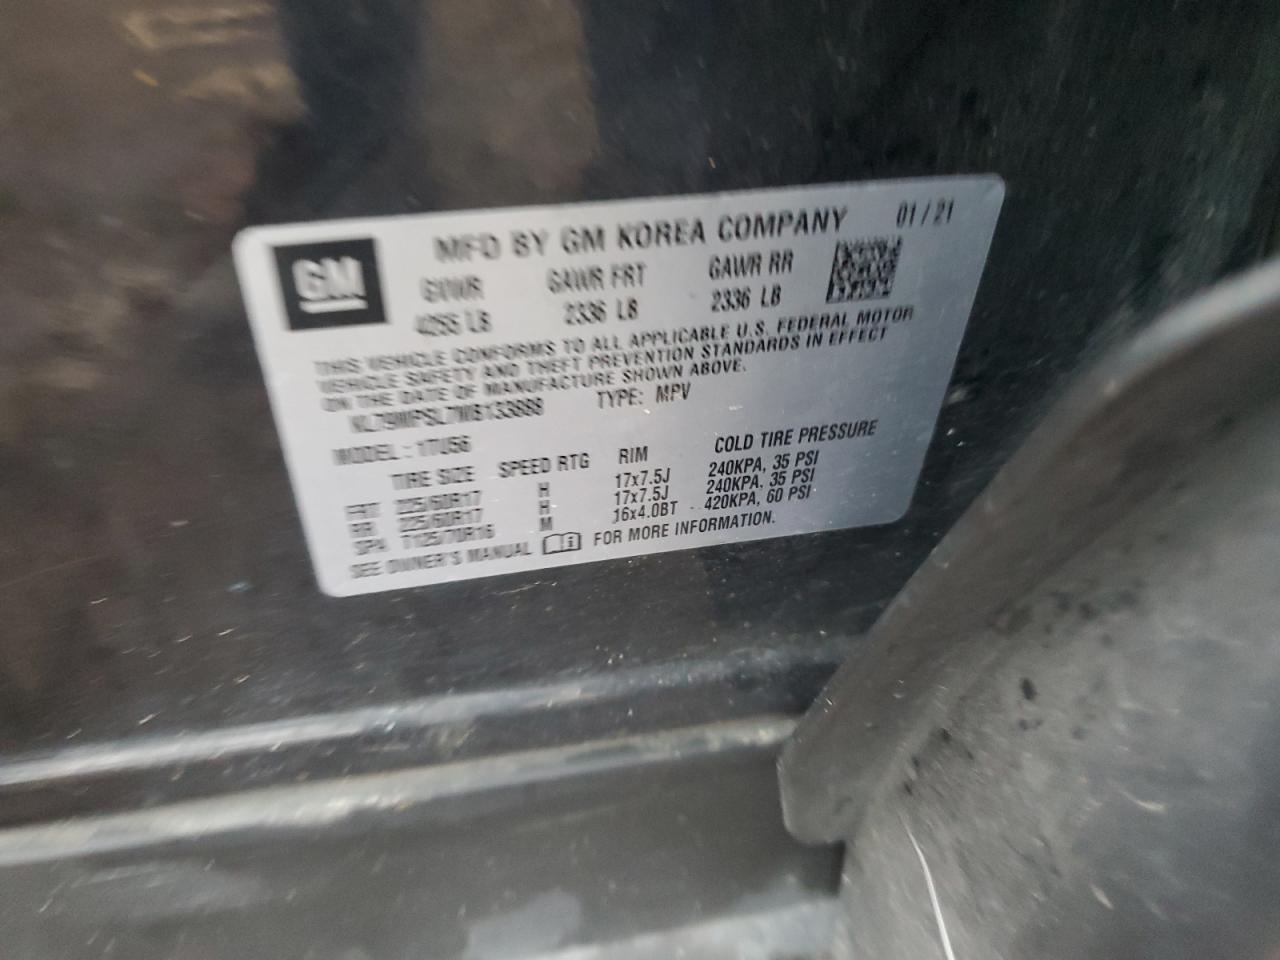 GM
MFD BY GM KOREA COMPANY 01/21
GVWR GAWR FRT GAWR RR
4255 LB 2336 LB 2336 LB
THIS VEHICLE CONFORMS TO ALL APPLICABLE U.S. FEDERAL MOTOR
VEHICLE SAFETY AND THEFT PREVENTION STANDARDS IN EFFECT
ON THE DATE OF MANUFACTURE SHOWN ABOVE.
TYPE: MPV
MODEL: 1TU56
TIRE SIZE SPEED RTG RIM COLD TIRE PRESSURE
FRT 225/60R17 H 17x7.5J 240KPA, 35 PSI
RR 225/60R17 H 17x7.5J 240KPA, 35 PSI
SPA T125/70R16 M 16x4.0BT 420KPA, 60 PSI
SEE OWNER'S MANUAL FOR MORE INFORMATION.